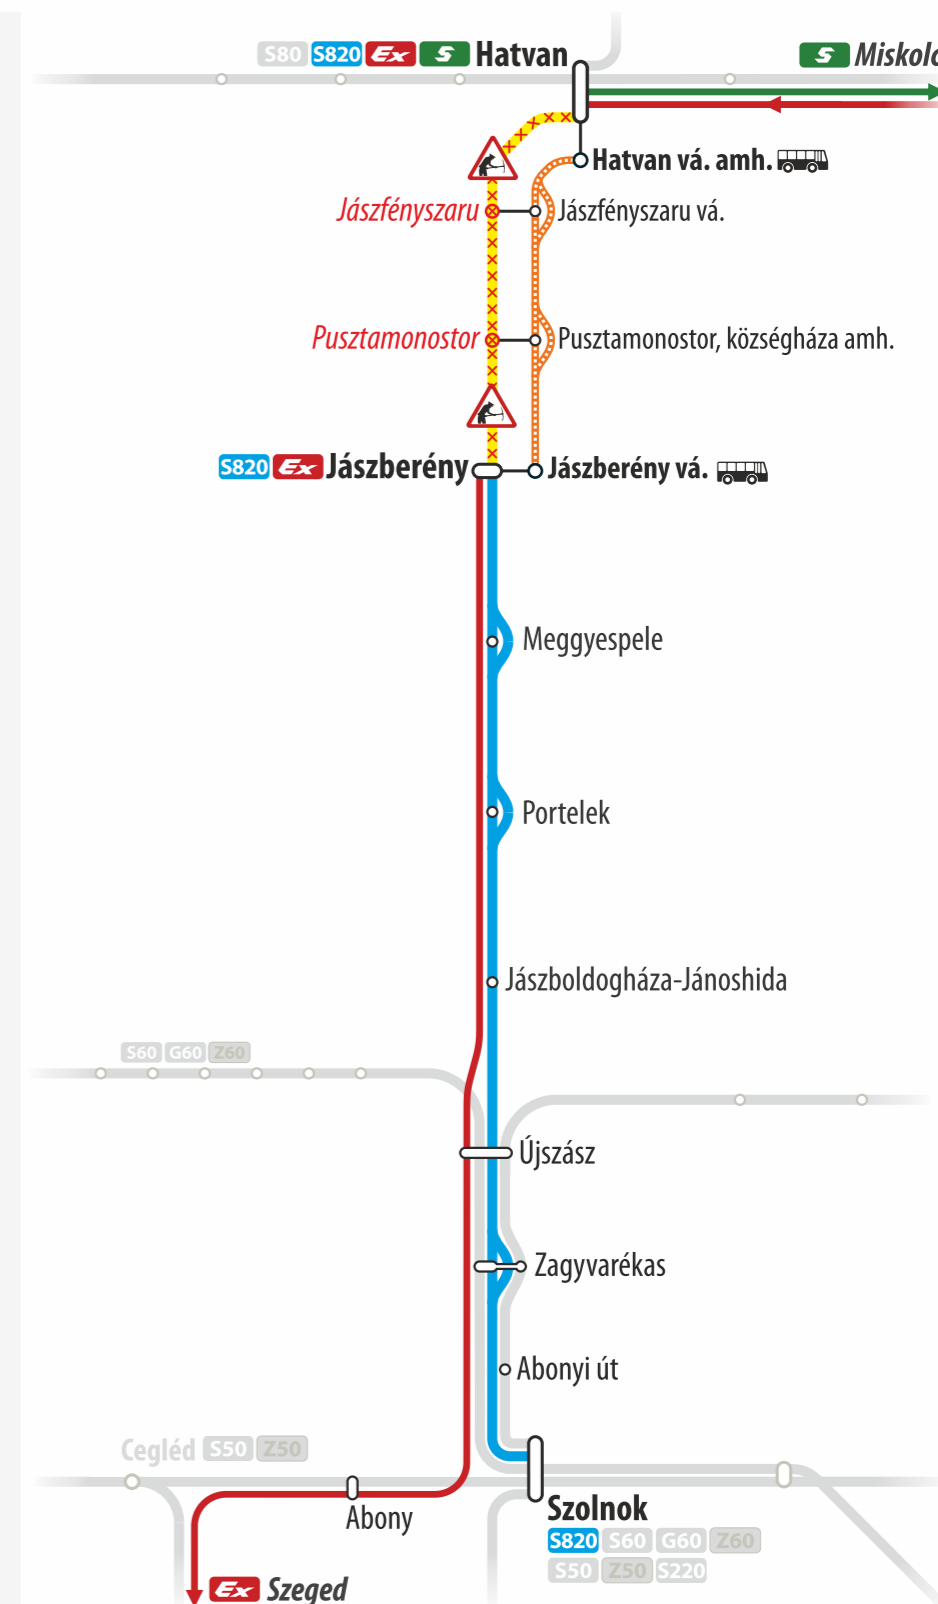 S80 S820 Ex S Hatvan
S
Hatvan vá. amh.
Jászfényszaru
Jászfényszaru vá.
Pusztamonostor
Pusztamonostor, községháza amh.
S820 Ex Jászberény
Jászberény vá.
Meggyespele
Portelek
Jászboldogháza-Jánoshida
S60 G60 Z60
Újszász
Zagyvarékas
Abonyi út
Cegléd S50 Z50
Abony
Szolnok
S820 S60 G60 Z60
S50 Z50 S220
Ex Szeged